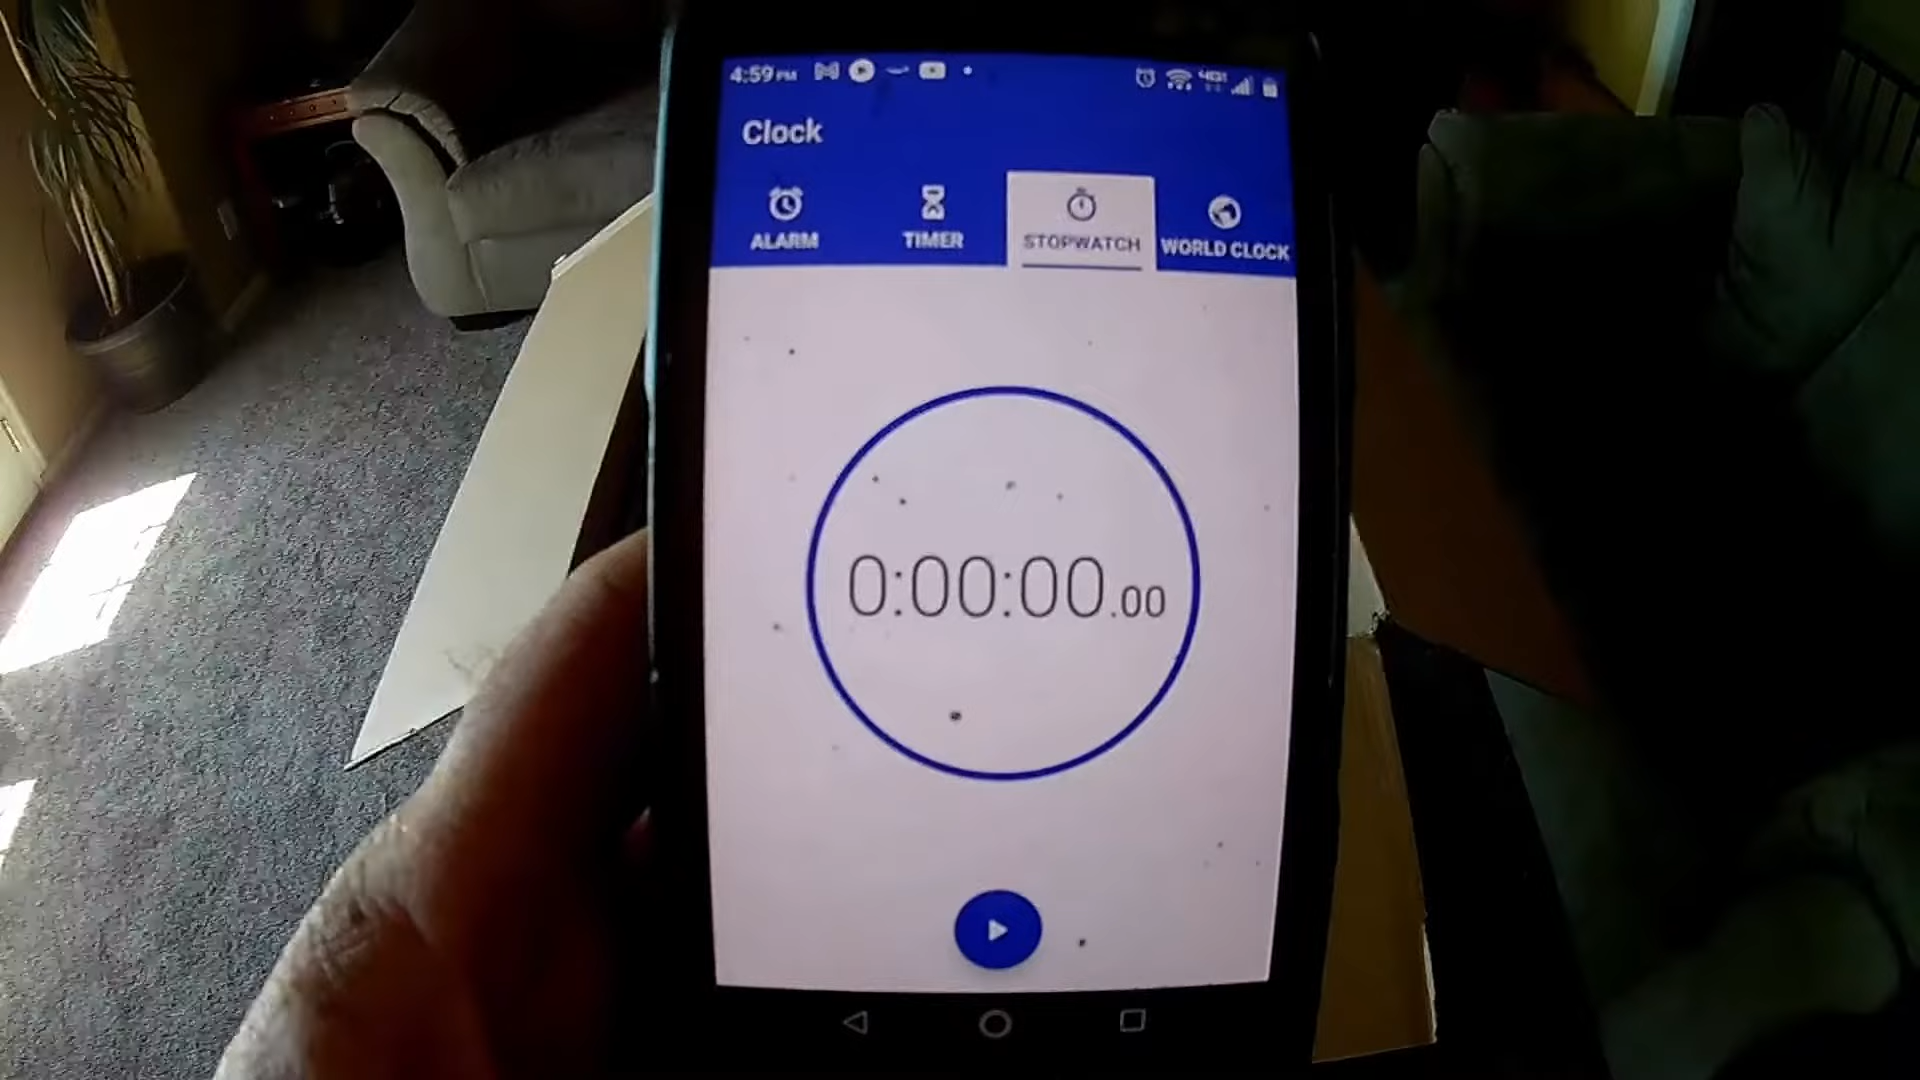 4:59 PM
Clock
ALARM TIMER STOPWATCH WORLD CLOCK
0:00:00.00